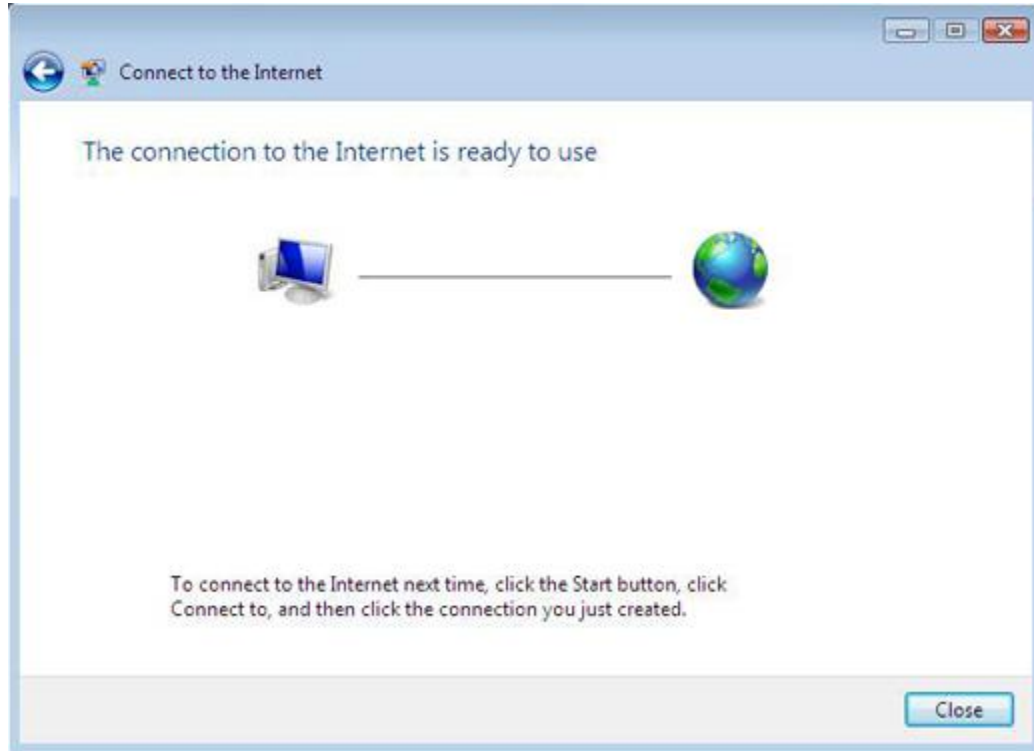 Connect to the Internet
The connection to the Internet is ready to use
To connect to the Internet next time, click the Start button, click
Connect to, and then click the connection you just created.
Close